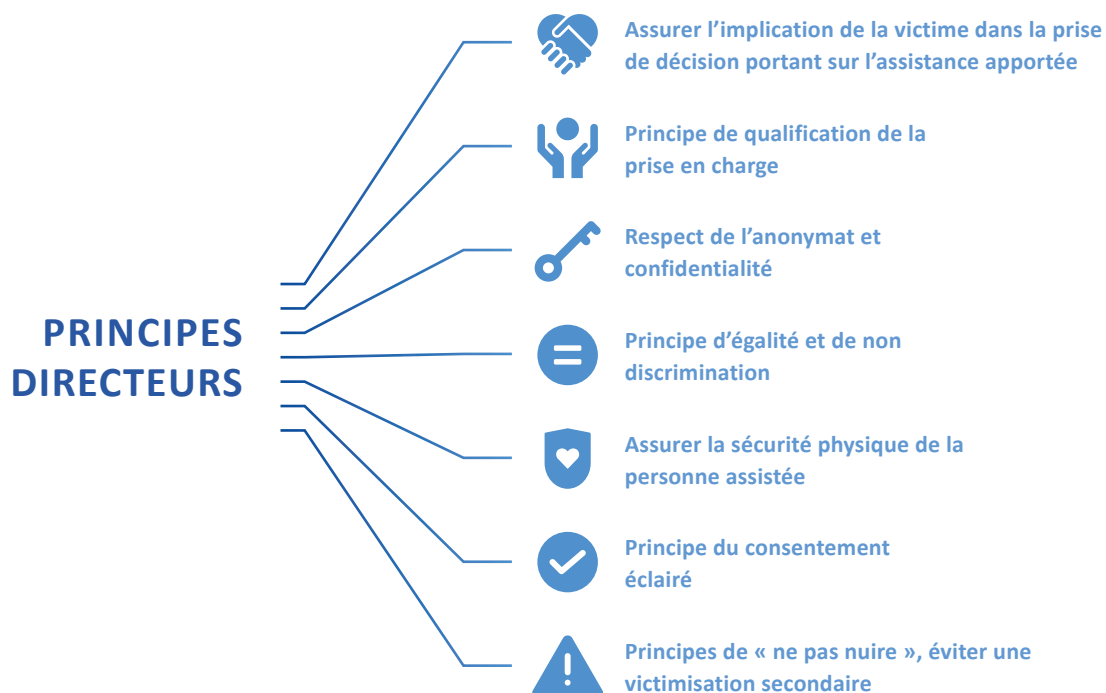 PRINCIPES
DIRECTEURS
Assurer l’implication de la victime dans la prise
de décision portant sur l’assistance apportée
Principe de qualification de la
prise en charge
Respect de l’anonymat et
confidentialité
Principe d’égalité et de non
discrimination
Assurer la sécurité physique de la
personne assistée
Principe du consentement
éclairé
Principes de « ne pas nuire », éviter une
victimisation secondaire